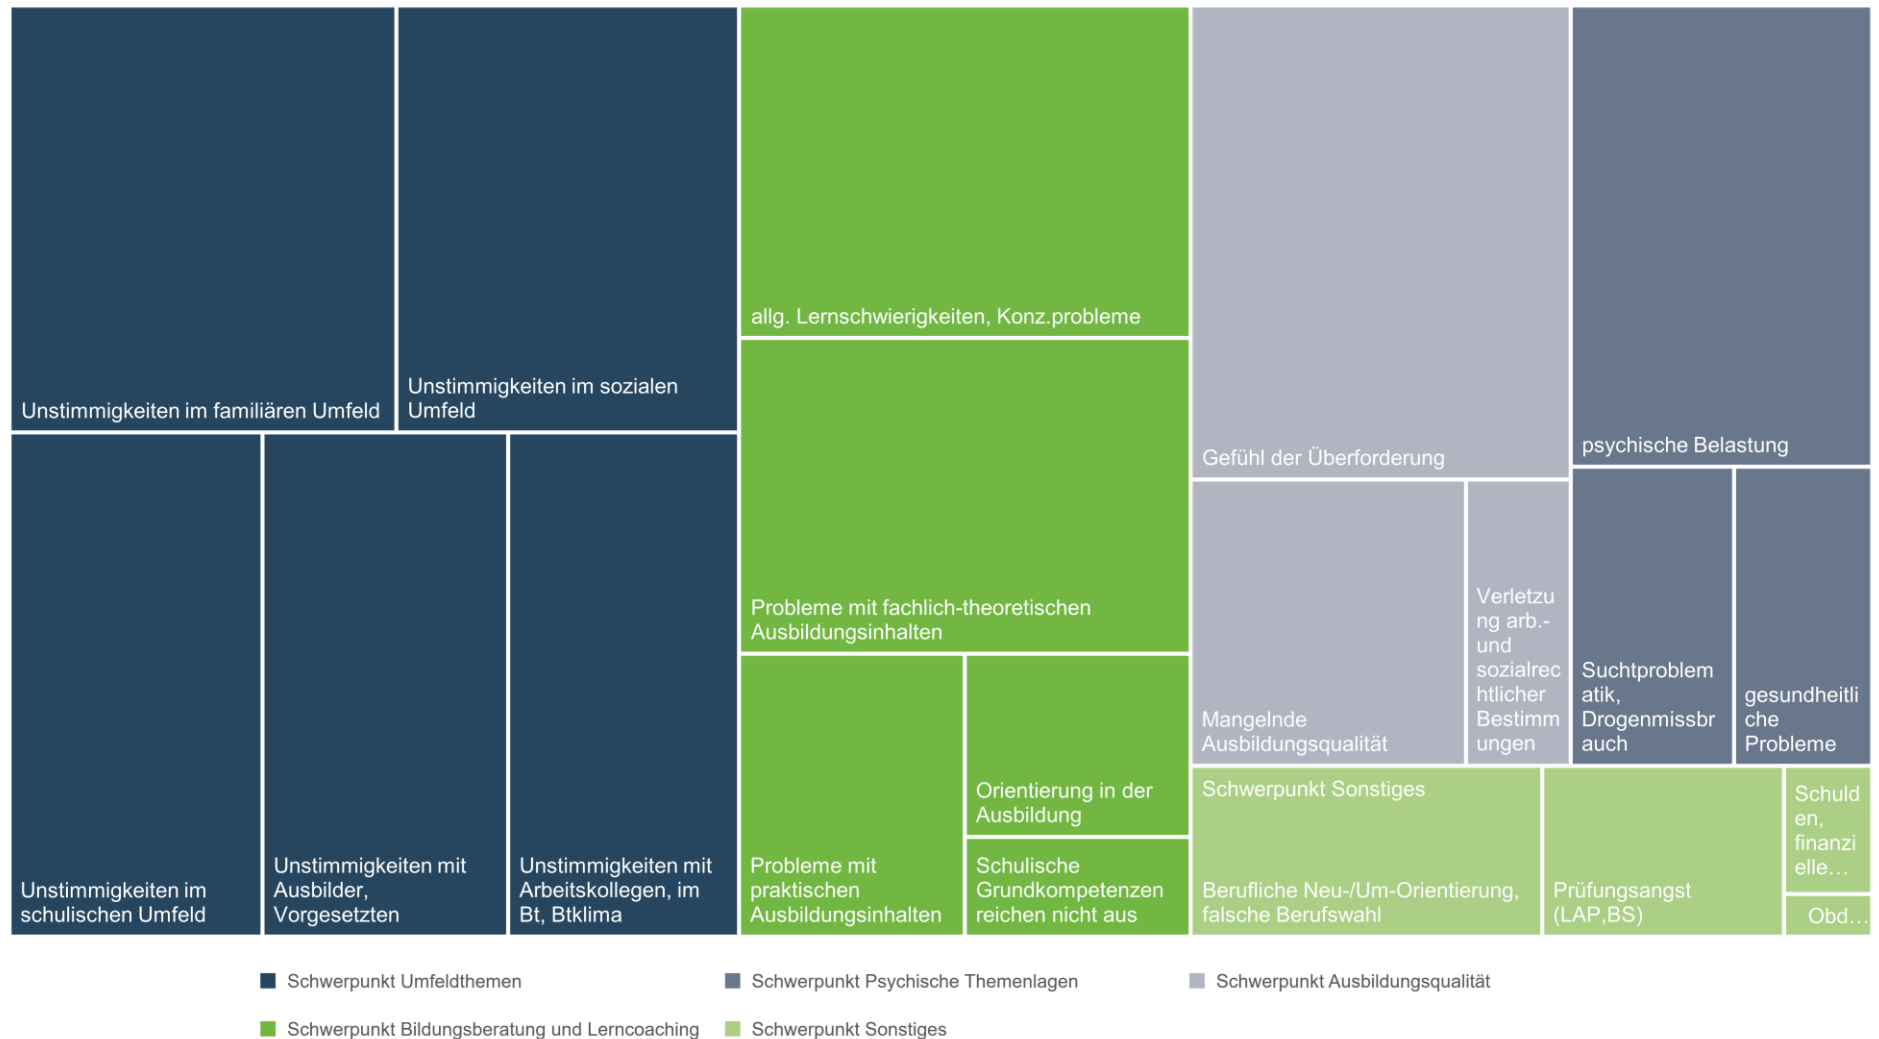 Unstimmigkeiten im familiären Umfeld
Unstimmigkeiten im sozialen
Umfeld
Unstimmigkeiten im
schulischen Umfeld
Unstimmigkeiten mit
Ausbilder,
Vorgesetzten
Unstimmigkeiten mit
Arbeitskollegen, im
Bt, Btklima
allg. Lernschwierigkeiten, Konz.probleme
Probleme mit fachlich-theoretischen
Ausbildungsinhalten
Probleme mit
praktischen
Ausbildungsinhalten
Orientierung in der
Ausbildung
Schulische
Grundkompetenzen
reichen nicht aus
Gefühl der Überforderung
Mangelnde
Ausbildungsqualität
Verletzu
ng arb.-
und
sozialrec
htlicher
Bestimm
ungen
psychische Belastung
Suchtproblem
atik,
Drogenmissbr
auch
gesundheitli
che
Probleme
Schwerpunkt Sonstiges
Berufliche Neu-/Um-Orientierung,
falsche Berufswahl
Prüfungsangst
(LAP,BS)
Schuld
en,
finanzi
elle…
Obd…
Schwerpunkt Umfeldthemen
Schwerpunkt Psychische Themenlagen
Schwerpunkt Ausbildungsqualität
Schwerpunkt Bildungsberatung und Lerncoaching
Schwerpunkt Sonstiges